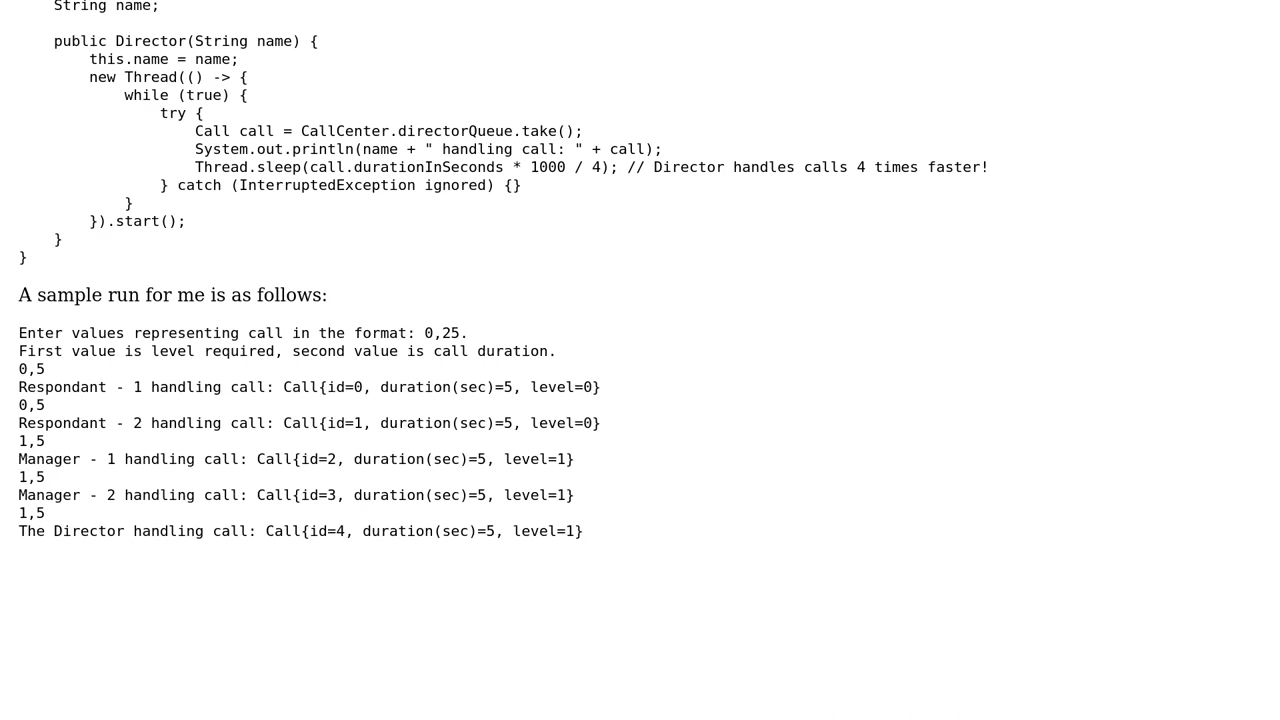 String name;
public Director(String name) {
this.name = name;
new Thread(() -> {
while (true) {
try {
Call call = CallCenter.directorQueue.take();
System.out.println(name + " handling call: " + call);
Thread.sleep(call.durationInSeconds * 1000 / 4); // Director handles calls 4 times faster!
} catch (InterruptedException ignored) {}
}
}).start();
}
}
A sample run for me is as follows:
Enter values representing call in the format: 0,25.
First value is level required, second value is call duration.
0,5
Respondant - 1 handling call: Call{id=0, duration(sec)=5, level=0}
0,5
Respondant - 2 handling call: Call{id=1, duration(sec)=5, level=0}
1,5
Manager - 1 handling call: Call{id=2, duration(sec)=5, level=1}
1,5
Manager - 2 handling call: Call{id=3, duration(sec)=5, level=1}
1,5
The Director handling call: Call{id=4, duration(sec)=5, level=1}